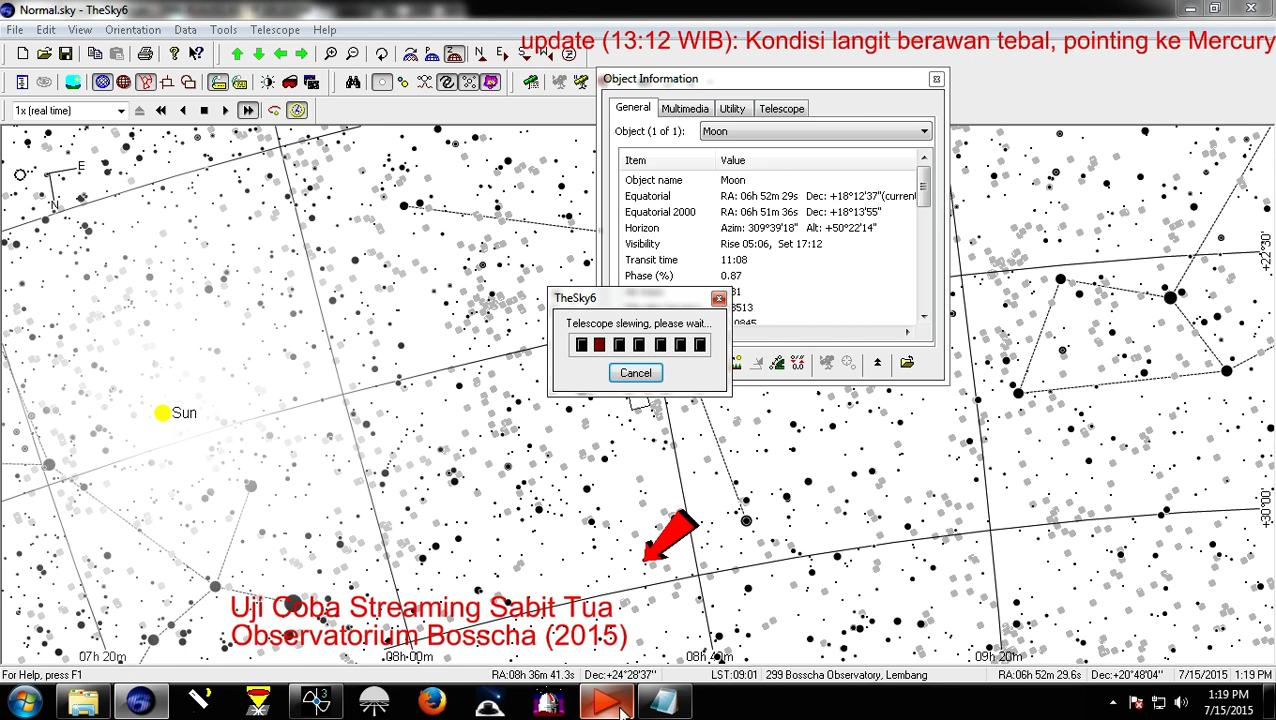 Normal.sky - TheSky6
File Edit View Orientation Data Tools Telescope Help
update (13:12 WIB): Kondisi langit berawan tebal, pointing ke Mercury
1x (real time)
Object Information
General Multimedia Utility Telescope
Object (1 of 1): Moon
Item Value
Object name Moon
Equatorial RA: 06h 52m 29s Dec: +18°12'37"(curren
Equatorial 2000 RA: 06h 51m 36s Dec: +18°13'55"
Horizon Azim: 309°39'18" Alt: +50°22'14"
Visibility Rise 05:06, Set 17:12
Transit time 11:08
Phase (%) 0.87
TheSky6
Telescope slewing, please wait...
Cancel
E
N
Sun
+22°30'
+30°00'
Uji Coba Streaming Sabit Tua
Observatorium Bosscha (2015)
07h 20m 08h 00m 08h 40m 09h 20m
For Help, press F1 RA:08h 36m 41.3s Dec:+24°28'37" LST:09:01 299 Bosscha Observatory, Lembang RA:06h 52m 29.6s Dec:+20°48'04" 7/15/2015 1:19 PM
1:19 PM
7/15/2015